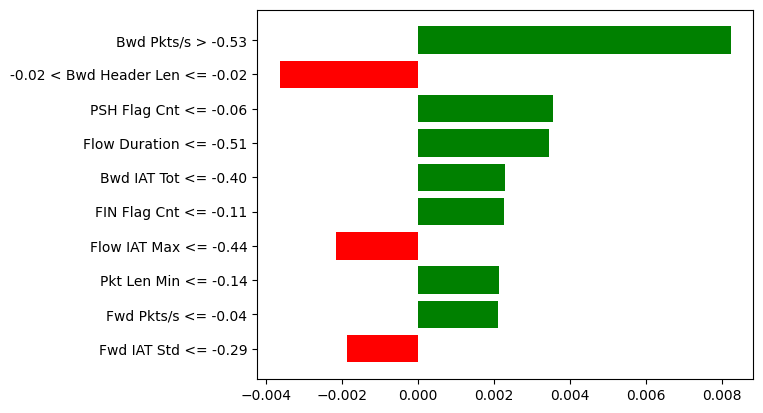 Bwd Pkts/s > -0.53
-0.02 < Bwd Header Len <= -0.02
PSH Flag Cnt <= -0.06
Flow Duration <= -0.51
Bwd IAT Tot <= -0.40
FIN Flag Cnt <= -0.11
Flow IAT Max <= -0.44
Pkt Len Min <= -0.14
Fwd Pkts/s <= -0.04
Fwd IAT Std <= -0.29
−0.004 −0.002 0.000 0.002 0.004 0.006 0.008